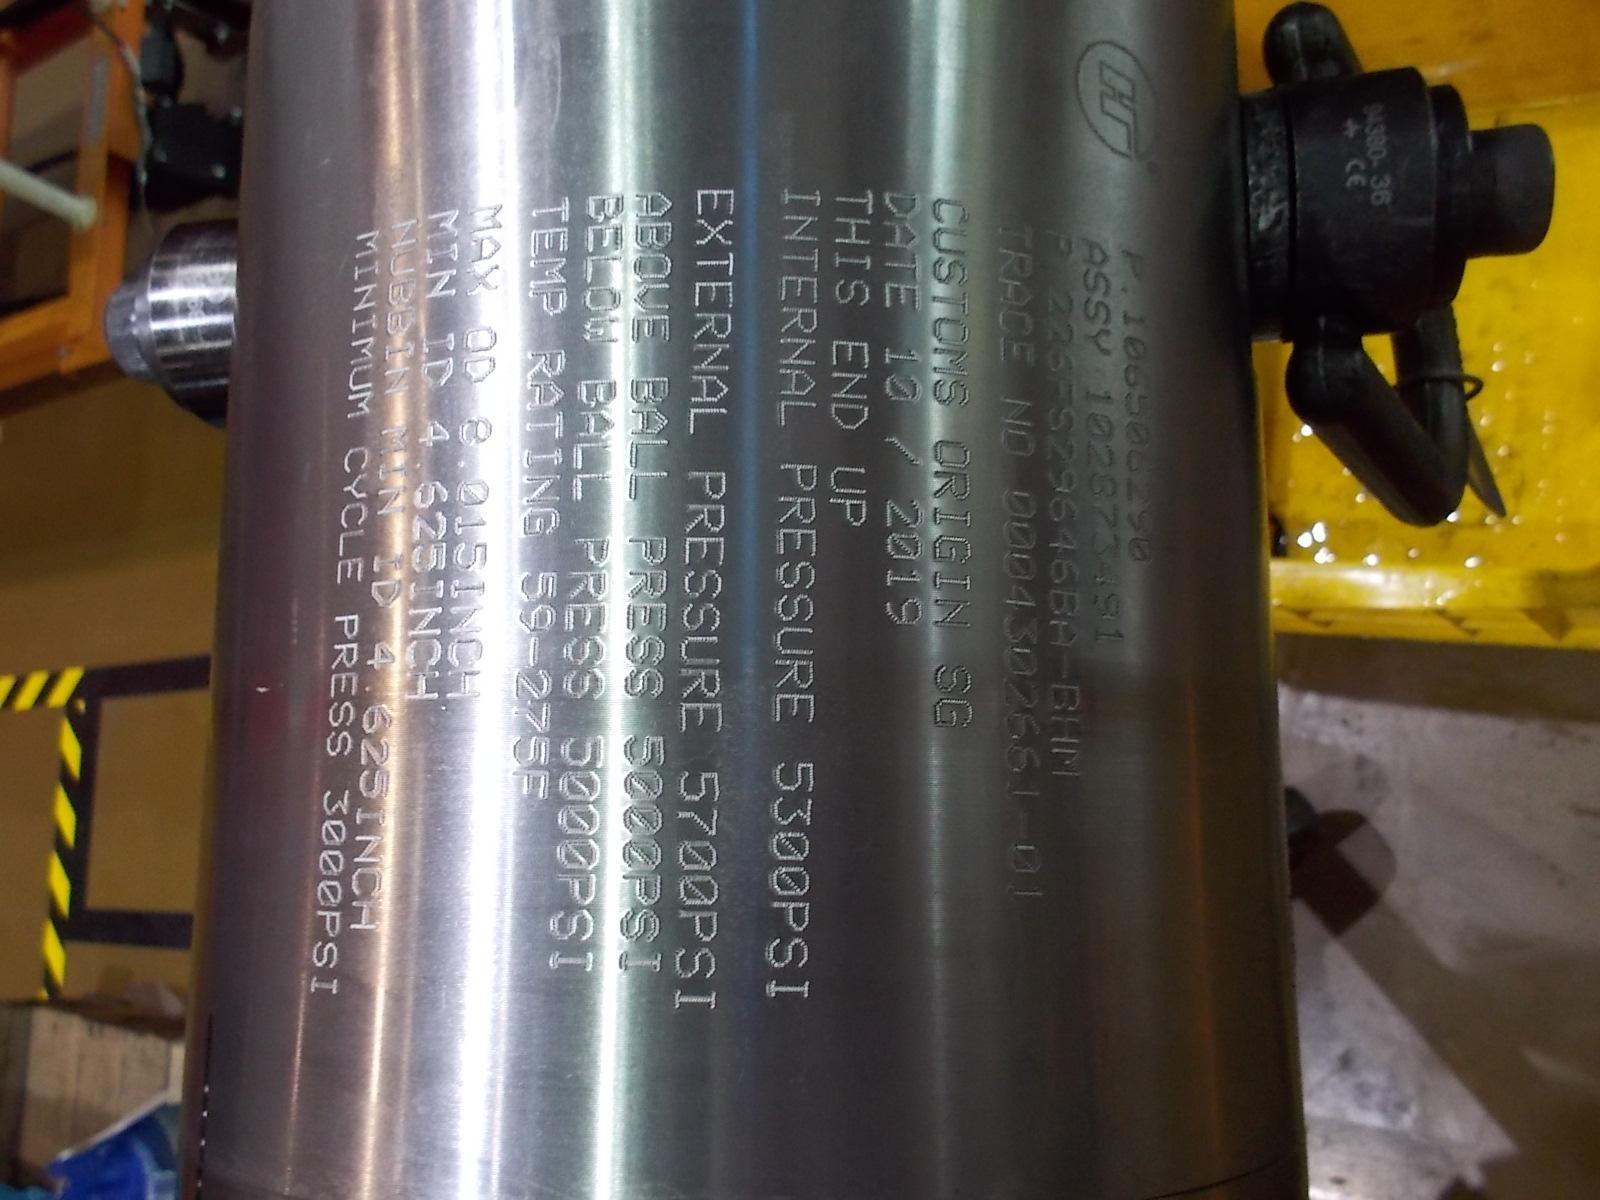 94380-36
CE
P.106506290
ASSY 102873491
P 226FS29646BA-BHM
TRACE NO 0004302661-01
CUSTOMS ORIGIN SG
DATE 10 / 2019
THIS END UP
INTERNAL PRESSURE 5300PSI
EXTERNAL PRESSURE 5700PSI
ABOVE BALL PRESS 5000PSI
BELOW BALL PRESS 5000PSI
TEMP RATING 59-275F
MAX OD 8.015INCH
MIN ID 4.625INCH
NUBBIN MIN ID 4.625INCH
MINIMUM CYCLE PRESS 3000PSI